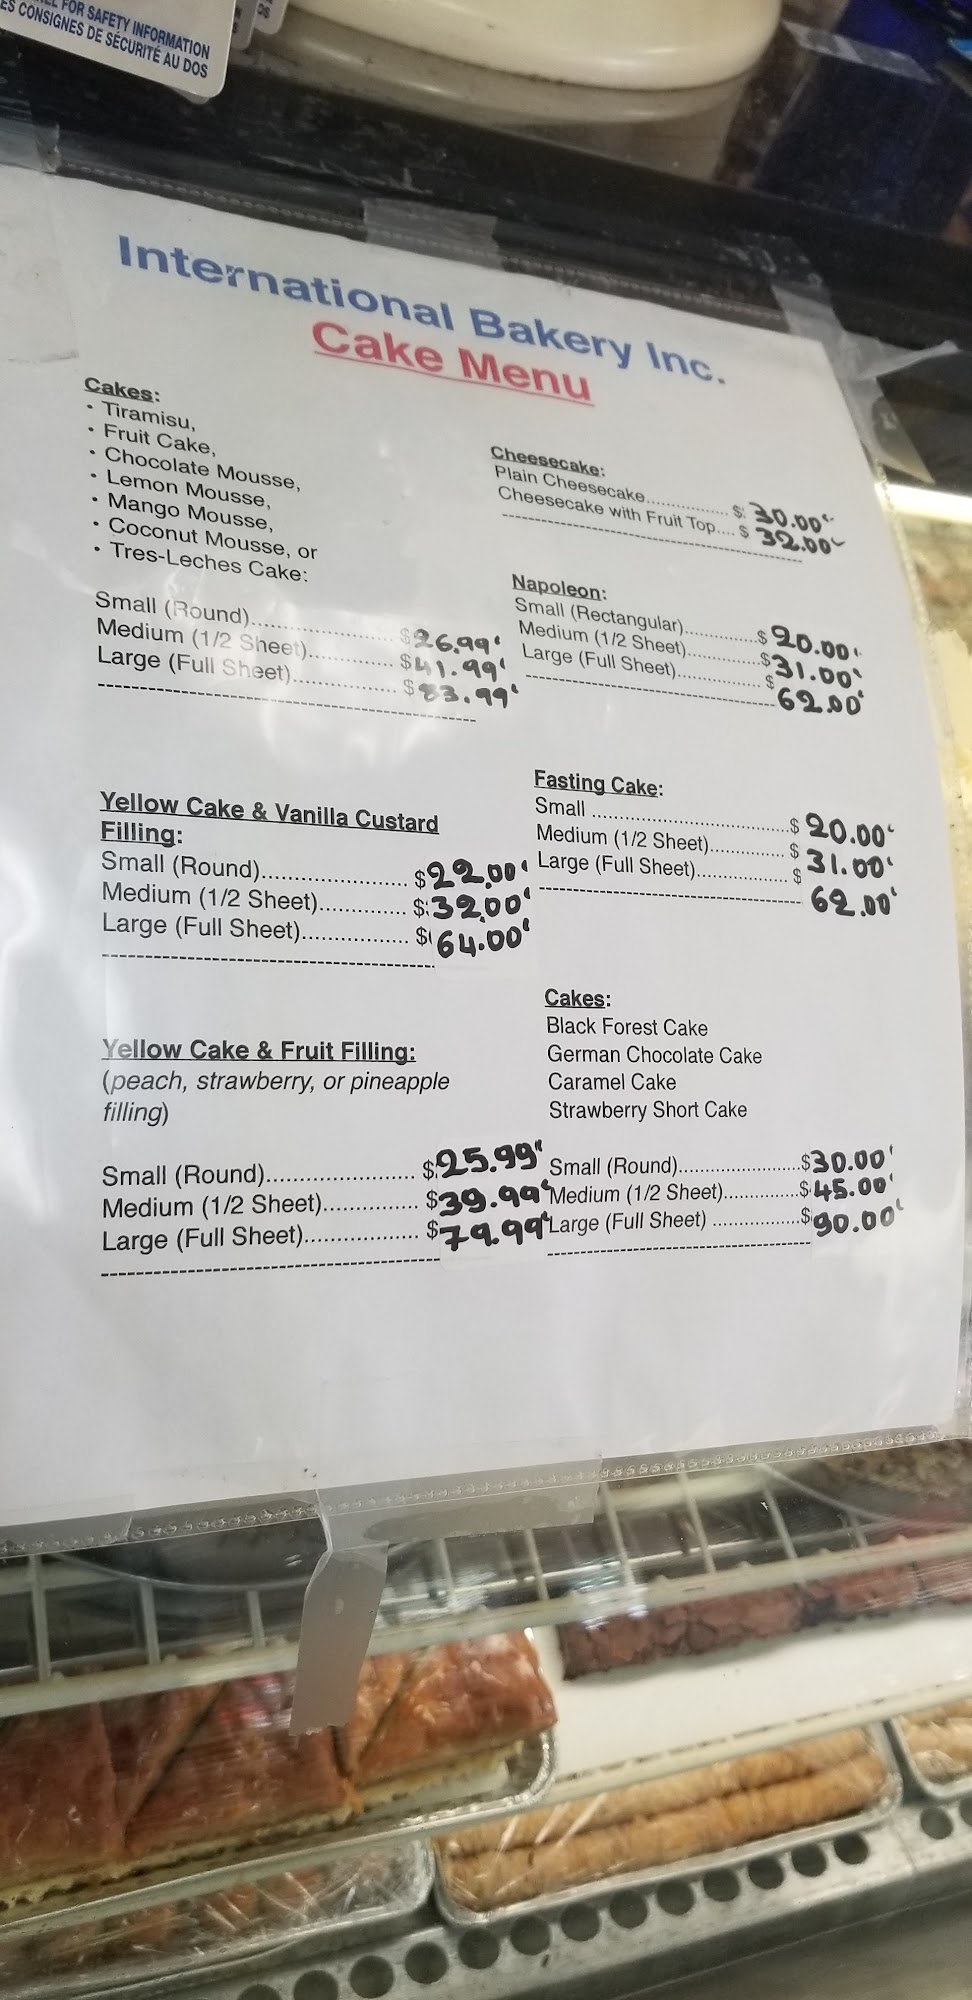 FOR SAFETY INFORMATION
ES CONSIGNES DE SÉCURITÉ AU DOS
International Bakery Inc.
Cake Menu
Cakes:
• Tiramisu,
• Fruit Cake,
• Chocolate Mousse,
• Lemon Mousse,
• Mango Mousse,
• Coconut Mousse, or
• Tres-Leches Cake:
Small (Round)................... $26.99
Medium (1/2 Sheet)............. $41.99
Large (Full Sheet)............... $83.99
Yellow Cake & Vanilla Custard
Filling:
Small (Round)..................... $22.00
Medium (1/2 Sheet)............. $32.00
Large (Full Sheet)................ $64.00
Yellow Cake & Fruit Filling:
(peach, strawberry, or pineapple
filling)
Small (Round)...................... $25.99
Medium (1/2 Sheet).............. $39.99
Large (Full Sheet)................. $79.99
Cheesecake:
Plain Cheesecake............... $30.00
Cheesecake with Fruit Top.... $32.00
Napoleon:
Small (Rectangular)............. $20.00
Medium (1/2 Sheet)............. $31.00
Large (Full Sheet)............... $62.00
Fasting Cake:
Small ................................. $20.00
Medium (1/2 Sheet)............. $31.00
Large (Full Sheet)............... $62.00
Cakes:
Black Forest Cake
German Chocolate Cake
Caramel Cake
Strawberry Short Cake
Small (Round)..................... $30.00
Medium (1/2 Sheet)............. $45.00
Large (Full Sheet) ............... $90.00